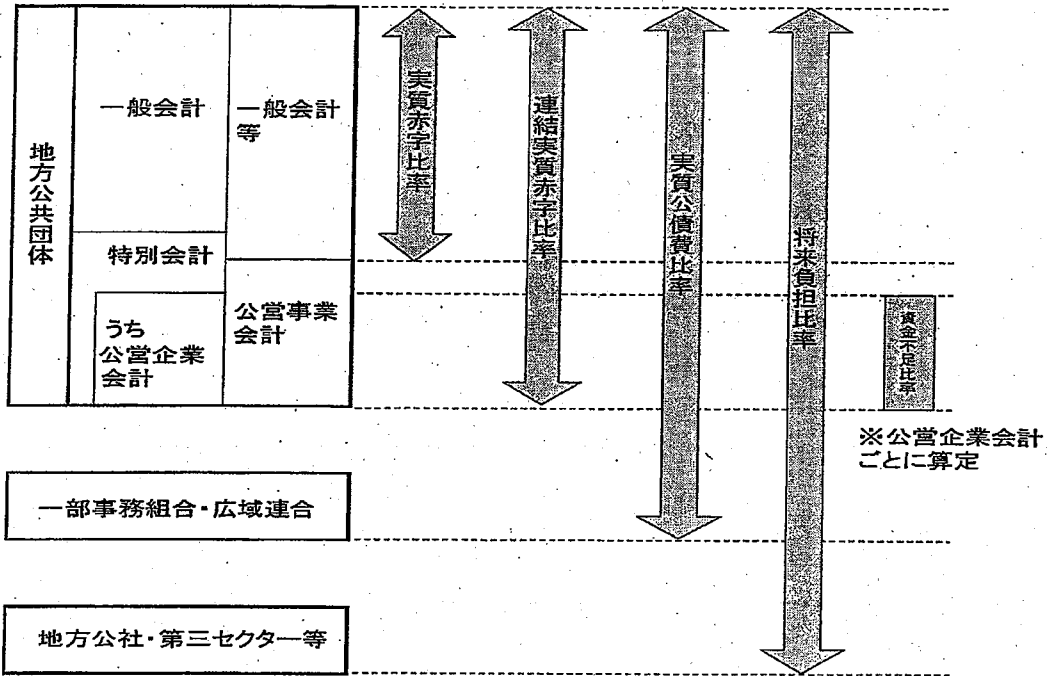 地方公共団体
一般会計
一般会計
等
特別会計
うち
公営企業
会計
公営事業
会計
実質赤字比率
連結実質赤字比率
実質公債費比率
将来負担比率
資金不足比率
※公営企業会計
ごとに算定
一部事務組合・広域連合
地方公社・第三セクター等